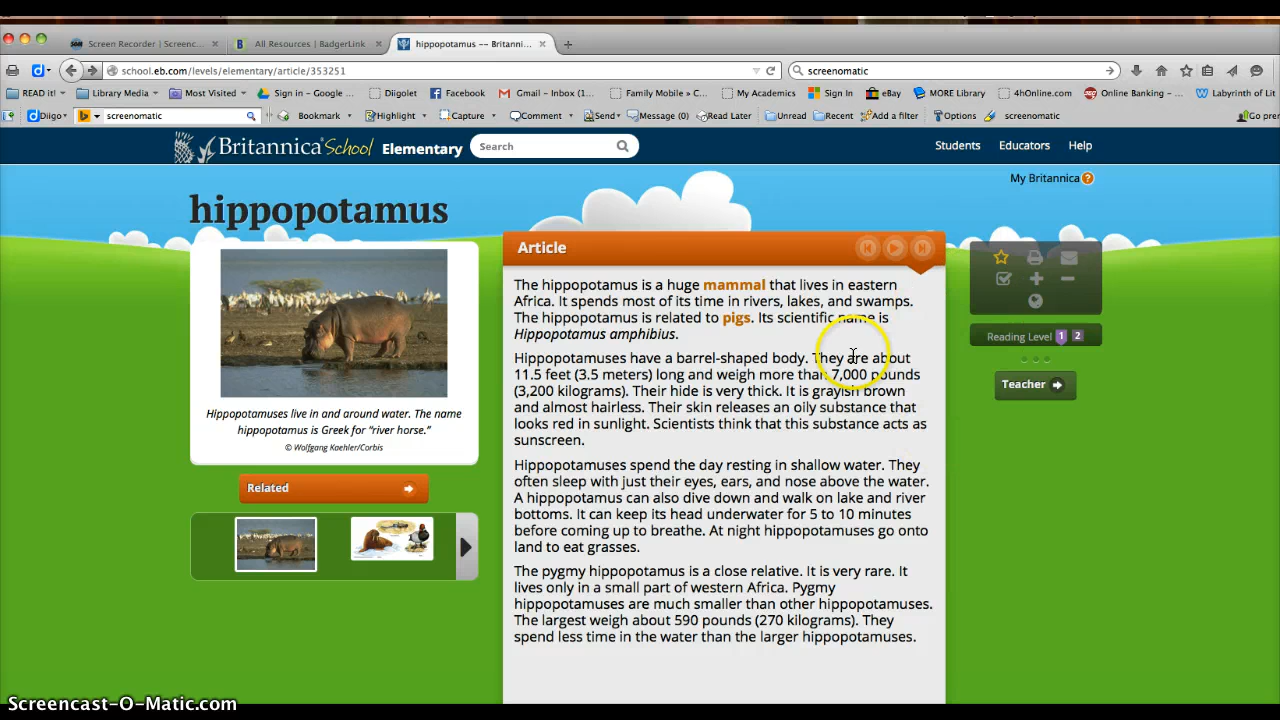 Screen Recorder | Screenc...
All Resources | BadgerLink
hippopotamus -- Britanni...
school.eb.com/levels/elementary/article/353251
screenomatic
READ it!
Library Media
Most Visited
Sign in - Google ...
Diigolet
Facebook
Gmail - Inbox (1...
Family Mobile « C...
My Academics
Sign In
eBay
MORE Library
4hOnline.com
Online Banking - ...
Labyrinth of Lit
Diigo
screenomatic
Bookmark
Highlight
Capture
Comment
Send
Message (0)
Read Later
Unread
Recent
Add a filter
Options
screenomatic
Go pre
Britannica School Elementary
Search
Students
Educators
Help
My Britannica ?
hippopotamus
Hippopotamuses live in and around water. The name
hippopotamus is Greek for “river horse.”
© Wolfgang Kaehler/Corbis
Related
Article
The hippopotamus is a huge mammal that lives in eastern
Africa. It spends most of its time in rivers, lakes, and swamps.
The hippopotamus is related to pigs. Its scientific name is
Hippopotamus amphibius.
Hippopotamuses have a barrel-shaped body. They are about
11.5 feet (3.5 meters) long and weigh more than 7,000 pounds
(3,200 kilograms). Their hide is very thick. It is grayish brown
and almost hairless. Their skin releases an oily substance that
looks red in sunlight. Scientists think that this substance acts as
sunscreen.
Hippopotamuses spend the day resting in shallow water. They
often sleep with just their eyes, ears, and nose above the water.
A hippopotamus can also dive down and walk on lake and river
bottoms. It can keep its head underwater for 5 to 10 minutes
before coming up to breathe. At night hippopotamuses go onto
land to eat grasses.
The pygmy hippopotamus is a close relative. It is very rare. It
lives only in a small part of western Africa. Pygmy
hippopotamuses are much smaller than other hippopotamuses.
The largest weigh about 590 pounds (270 kilograms). They
spend less time in the water than the larger hippopotamuses.
Reading Level 1 2
Teacher
Screencast-O-Matic.com